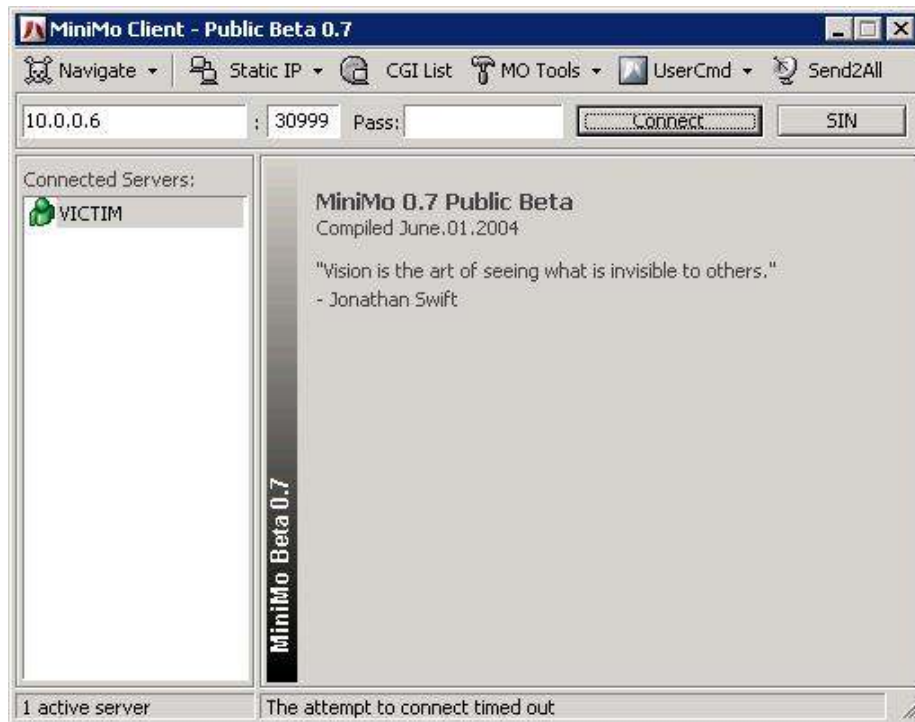 MiniMo Client - Public Beta 0.7
Navigate Static IP CGI List MO Tools UserCmd Send2All
10.0.0.6 : 30999 Pass: Connect SIN
Connected Servers:
VICTIM
MiniMo 0.7 Public Beta
Compiled June.01.2004
"Vision is the art of seeing what is invisible to others."
- Jonathan Swift
MiniMo Beta 0.7
1 active server
The attempt to connect timed out